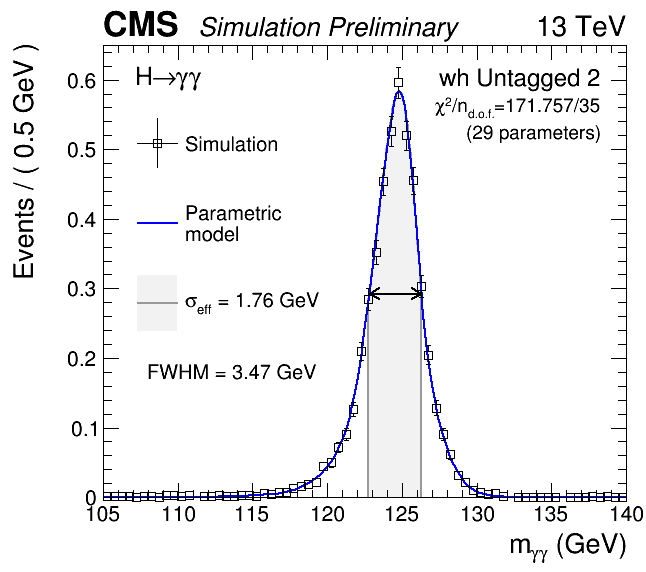 CMS Simulation Preliminary 13 TeV
H→γγ
wh Untagged 2
χ²/n_d.o.f.=171.757/35
(29 parameters)
Simulation
Parametric
model
σ_eff = 1.76 GeV
FWHM = 3.47 GeV
Events / ( 0.5 GeV )
0.6
0.5
0.4
0.3
0.2
0.1
0
105 110 115 120 125 130 135 140
m_γγ (GeV)